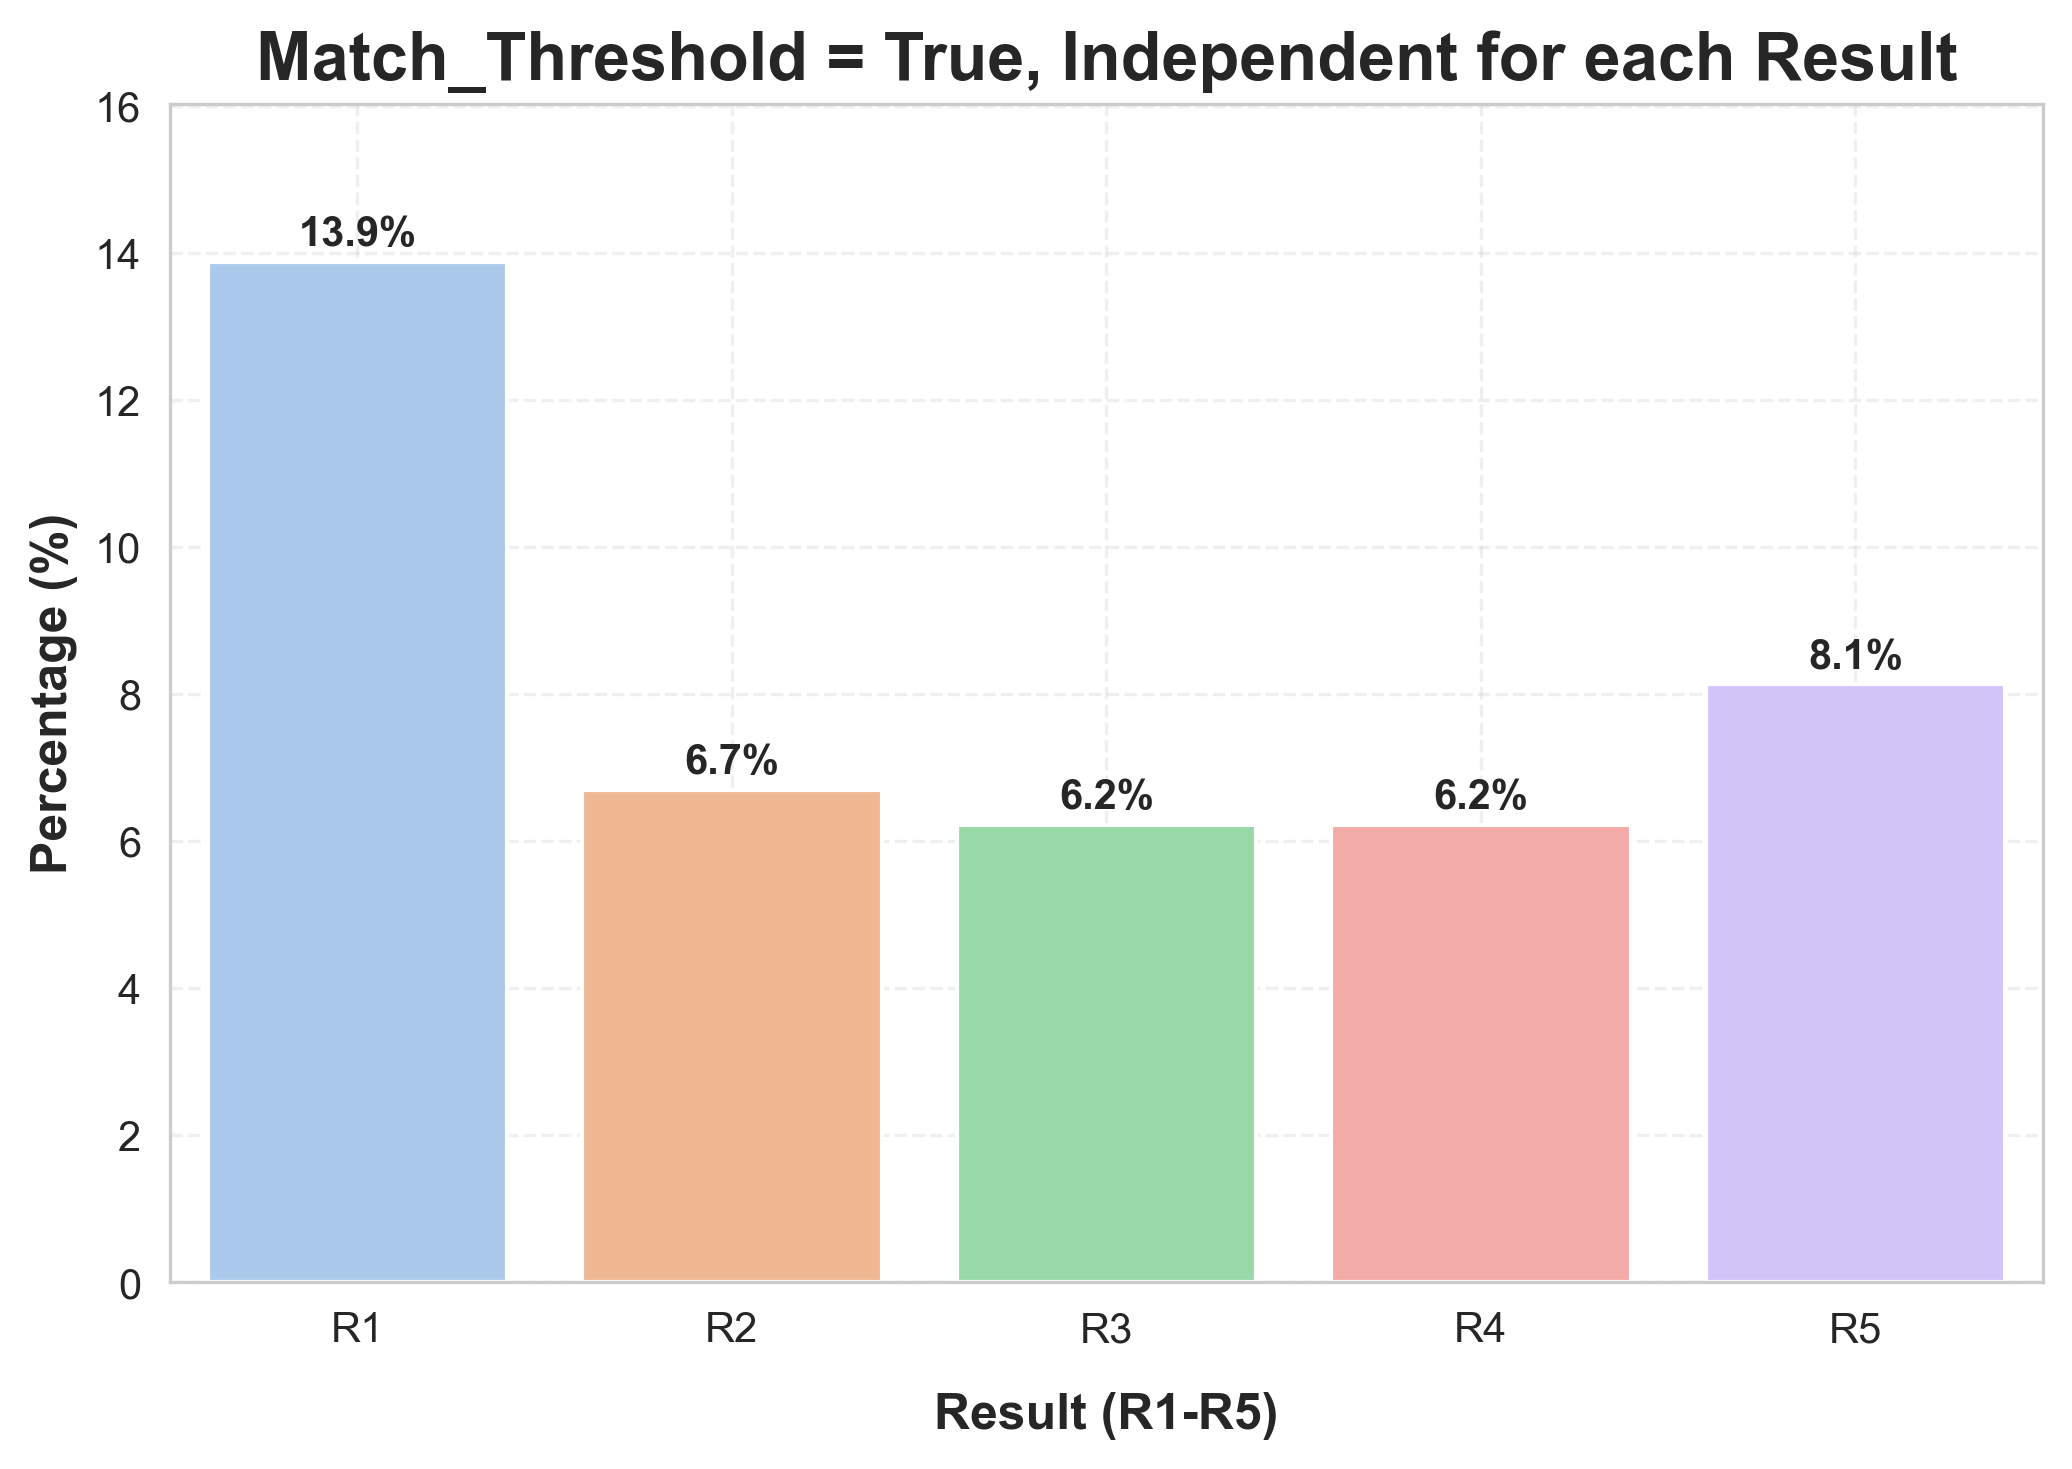 Match_Threshold = True, Independent for each Result
16
14
12
10
8
6
4
2
0
Percentage (%)
13.9%
6.7%
6.2%
6.2%
8.1%
R1
R2
R3
R4
R5
Result (R1-R5)